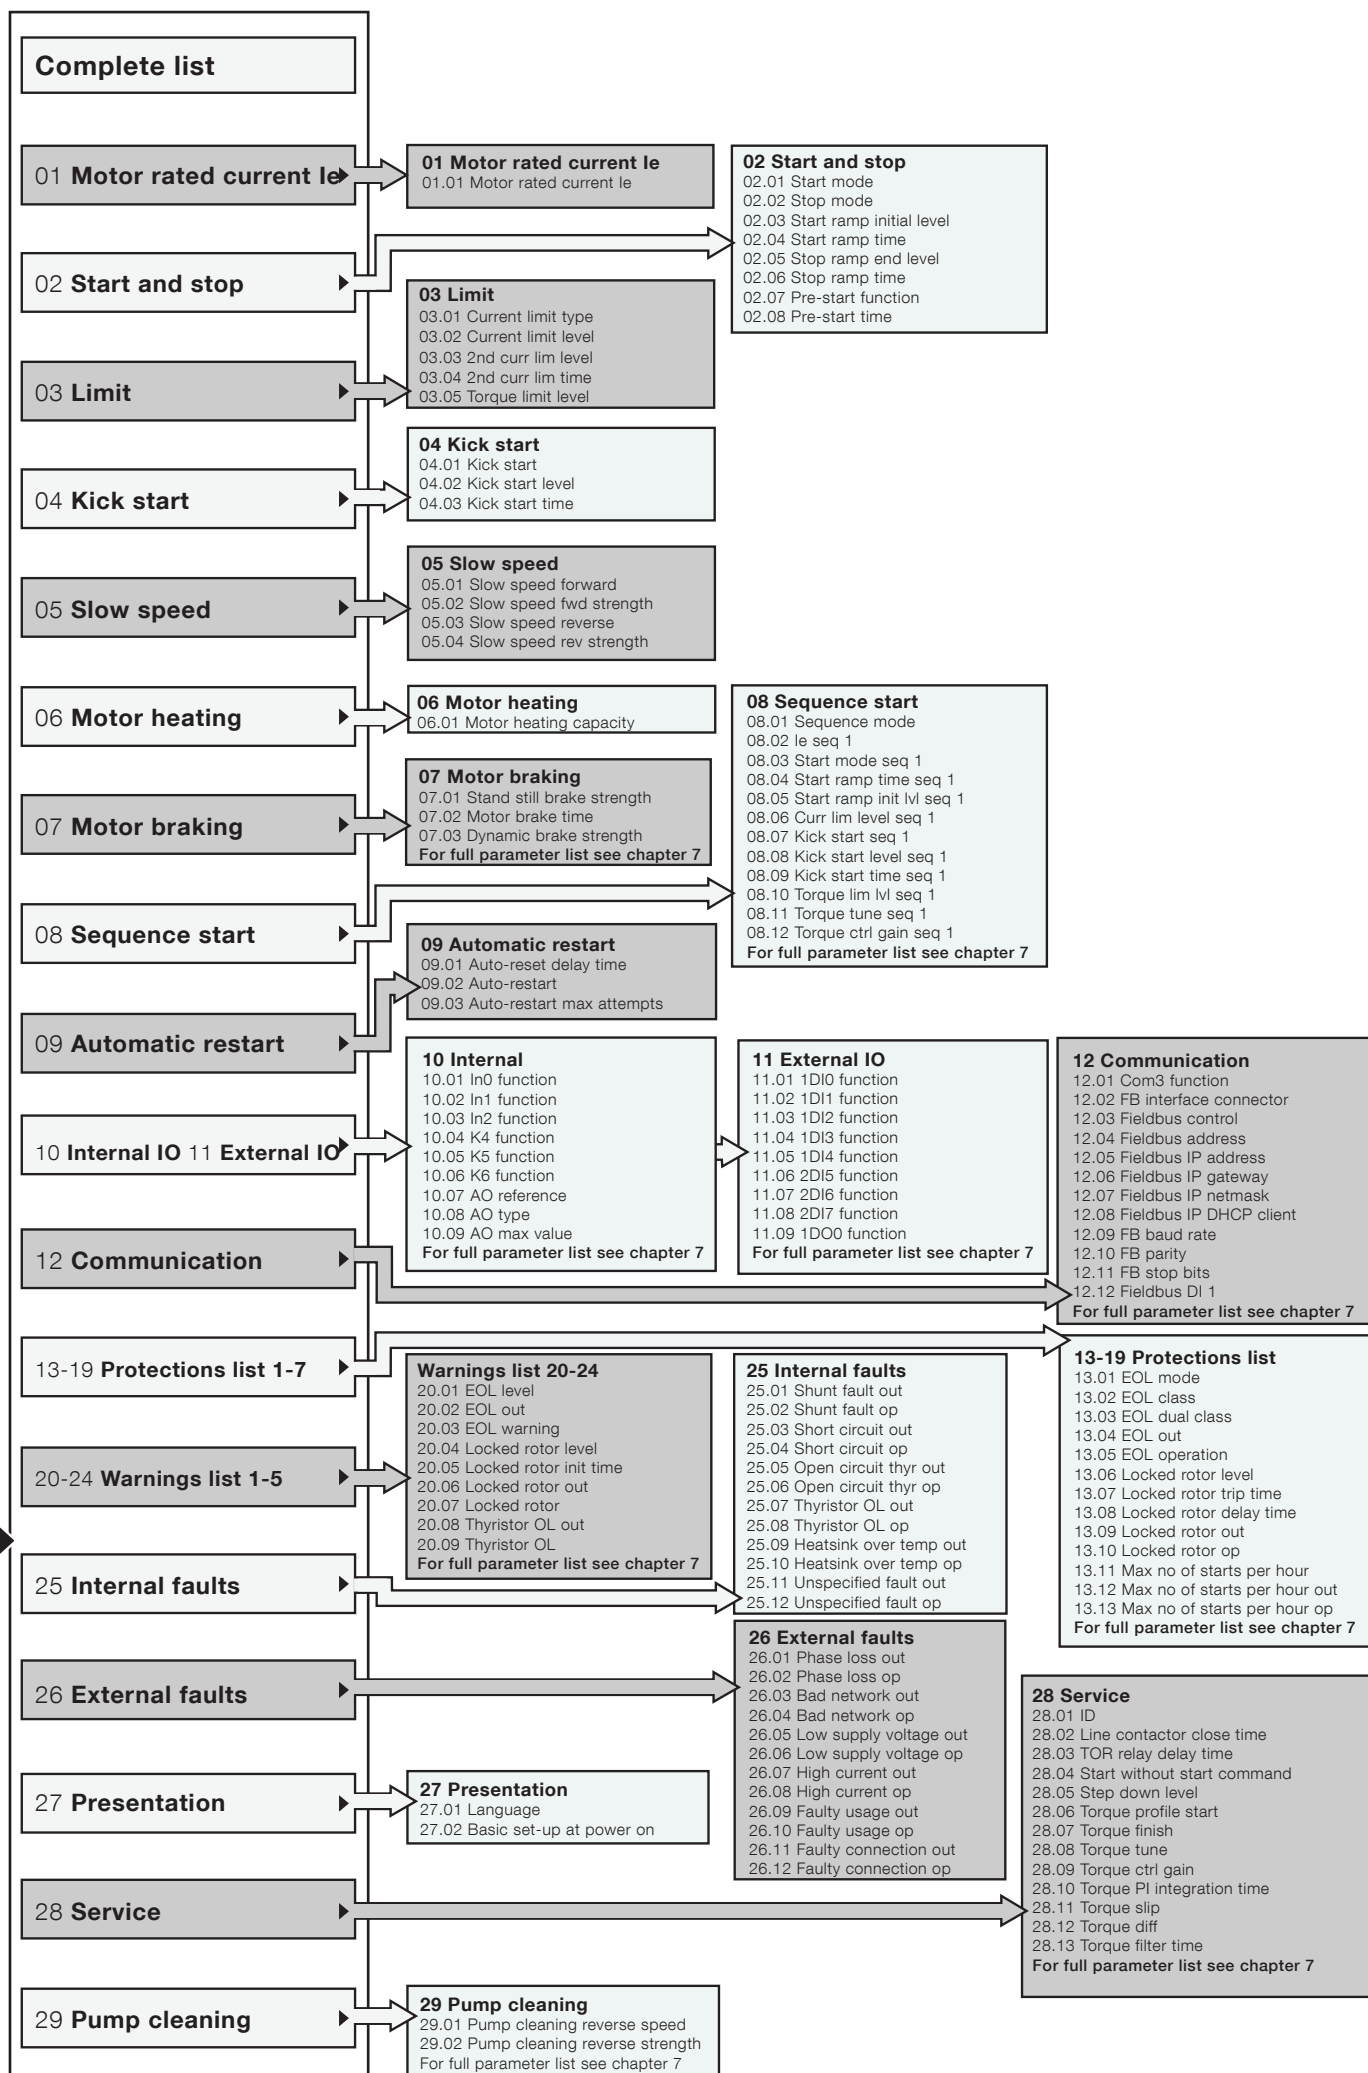 Complete list
01 Motor rated current Ie
01 Motor rated current Ie
01.01 Motor rated current Ie
02 Start and stop
02.01 Start mode
02.02 Stop mode
02.03 Start ramp initial level
02.04 Start ramp time
02.05 Stop ramp end level
02.06 Stop ramp time
02.07 Pre-start function
02.08 Pre-start time
02 Start and stop
03 Limit
03.01 Current limit type
03.02 Current limit level
03.03 2nd curr lim level
03.04 2nd curr lim time
03.05 Torque limit level
03 Limit
04 Kick start
04.01 Kick start
04.02 Kick start level
04.03 Kick start time
04 Kick start
05 Slow speed
05.01 Slow speed forward
05.02 Slow speed fwd strength
05.03 Slow speed reverse
05.04 Slow speed rev strength
05 Slow speed
06 Motor heating
06 Motor heating
06.01 Motor heating capacity
08 Sequence start
08.01 Sequence mode
08.02 Ie seq 1
08.03 Start mode seq 1
08.04 Start ramp time seq 1
08.05 Start ramp init lvl seq 1
08.06 Curr lim level seq 1
08.07 Kick start seq 1
08.08 Kick start level seq 1
08.09 Kick start time seq 1
08.10 Torque lim lvl seq 1
08.11 Torque tune seq 1
08.12 Torque ctrl gain seq 1
For full parameter list see chapter 7
07 Motor braking
07 Motor braking
07.01 Stand still brake strength
07.02 Motor brake time
07.03 Dynamic brake strength
For full parameter list see chapter 7
08 Sequence start
09 Automatic restart
09.01 Auto-reset delay time
09.02 Auto-restart
09.03 Auto-restart max attempts
09 Automatic restart
10 Internal IO 11 External IO
10 Internal
10.01 In0 function
10.02 In1 function
10.03 In2 function
10.04 K4 function
10.05 K5 function
10.06 K6 function
10.07 AO reference
10.08 AO type
10.09 AO max value
For full parameter list see chapter 7
11 External IO
11.01 1DI0 function
11.02 1DI1 function
11.03 1DI2 function
11.04 1DI3 function
11.05 1DI4 function
11.06 2DI5 function
11.07 2DI6 function
11.08 2DI7 function
11.09 1DO0 function
For full parameter list see chapter 7
12 Communication
12.01 Com3 function
12.02 FB interface connector
12.03 Fieldbus control
12.04 Fieldbus address
12.05 Fieldbus IP address
12.06 Fieldbus IP gateway
12.07 Fieldbus IP netmask
12.08 Fieldbus IP DHCP client
12.09 FB baud rate
12.10 FB parity
12.11 FB stop bits
12.12 Fieldbus DI 1
For full parameter list see chapter 7
12 Communication
13-19 Protections list 1-7
13-19 Protections list
13.01 EOL mode
13.02 EOL class
13.03 EOL dual class
13.04 EOL out
13.05 EOL operation
13.06 Locked rotor level
13.07 Locked rotor trip time
13.08 Locked rotor delay time
13.09 Locked rotor out
13.10 Locked rotor op
13.11 Max no of starts per hour
13.12 Max no of starts per hour out
13.13 Max no of starts per hour op
For full parameter list see chapter 7
20-24 Warnings list 1-5
Warnings list 20-24
20.01 EOL level
20.02 EOL out
20.03 EOL warning
20.04 Locked rotor level
20.05 Locked rotor init time
20.06 Locked rotor out
20.07 Locked rotor
20.08 Thyristor OL out
20.09 Thyristor OL
For full parameter list see chapter 7
25 Internal faults
25.01 Shunt fault out
25.02 Shunt fault op
25.03 Short circuit out
25.04 Short circuit op
25.05 Open circuit thyr out
25.06 Open circuit thyr op
25.07 Thyristor OL out
25.08 Thyristor OL op
25.09 Heatsink over temp out
25.10 Heatsink over temp op
25.11 Unspecified fault out
25.12 Unspecified fault op
25 Internal faults
26 External faults
26 External faults
26.01 Phase loss out
26.02 Phase loss op
26.03 Bad network out
26.04 Bad network op
26.05 Low supply voltage out
26.06 Low supply voltage op
26.07 High current out
26.08 High current op
26.09 Faulty usage out
26.10 Faulty usage op
26.11 Faulty connection out
26.12 Faulty connection op
27 Presentation
27 Presentation
27.01 Language
27.02 Basic set-up at power on
28 Service
28 Service
28.01 ID
28.02 Line contactor close time
28.03 TOR relay delay time
28.04 Start without start command
28.05 Step down level
28.06 Torque profile start
28.07 Torque finish
28.08 Torque tune
28.09 Torque ctrl gain
28.10 Torque PI integration time
28.11 Torque slip
28.12 Torque diff
28.13 Torque filter time
For full parameter list see chapter 7
29 Pump cleaning
29 Pump cleaning
29.01 Pump cleaning reverse speed
29.02 Pump cleaning reverse strength
For full parameter list see chapter 7